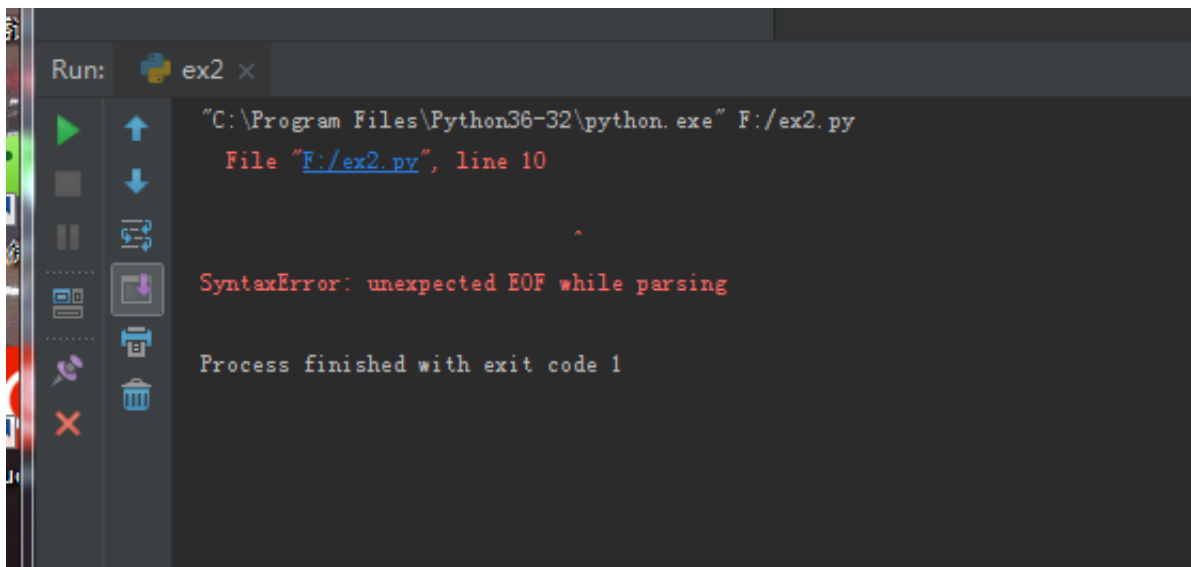 Run: ex2
"C:\Program Files\Python36-32\python.exe" F:/ex2.py
File "F:/ex2.py", line 10
^
SyntaxError: unexpected EOF while parsing
Process finished with exit code 1